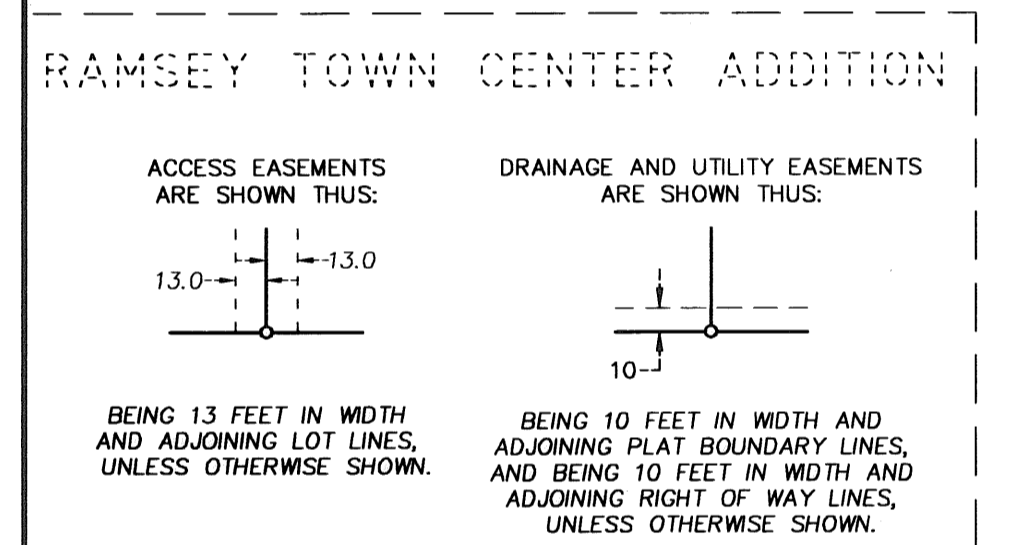 RAMSEY TOWN CENTER ADDITION
ACCESS EASEMENTS
ARE SHOWN THUS:
13.0
13.0
BEING 13 FEET IN WIDTH
AND ADJOINING LOT LINES,
UNLESS OTHERWISE SHOWN.
DRAINAGE AND UTILITY EASEMENTS
ARE SHOWN THUS:
10
BEING 10 FEET IN WIDTH AND
ADJOINING PLAT BOUNDARY LINES,
AND BEING 10 FEET IN WIDTH AND
ADJOINING RIGHT OF WAY LINES,
UNLESS OTHERWISE SHOWN.